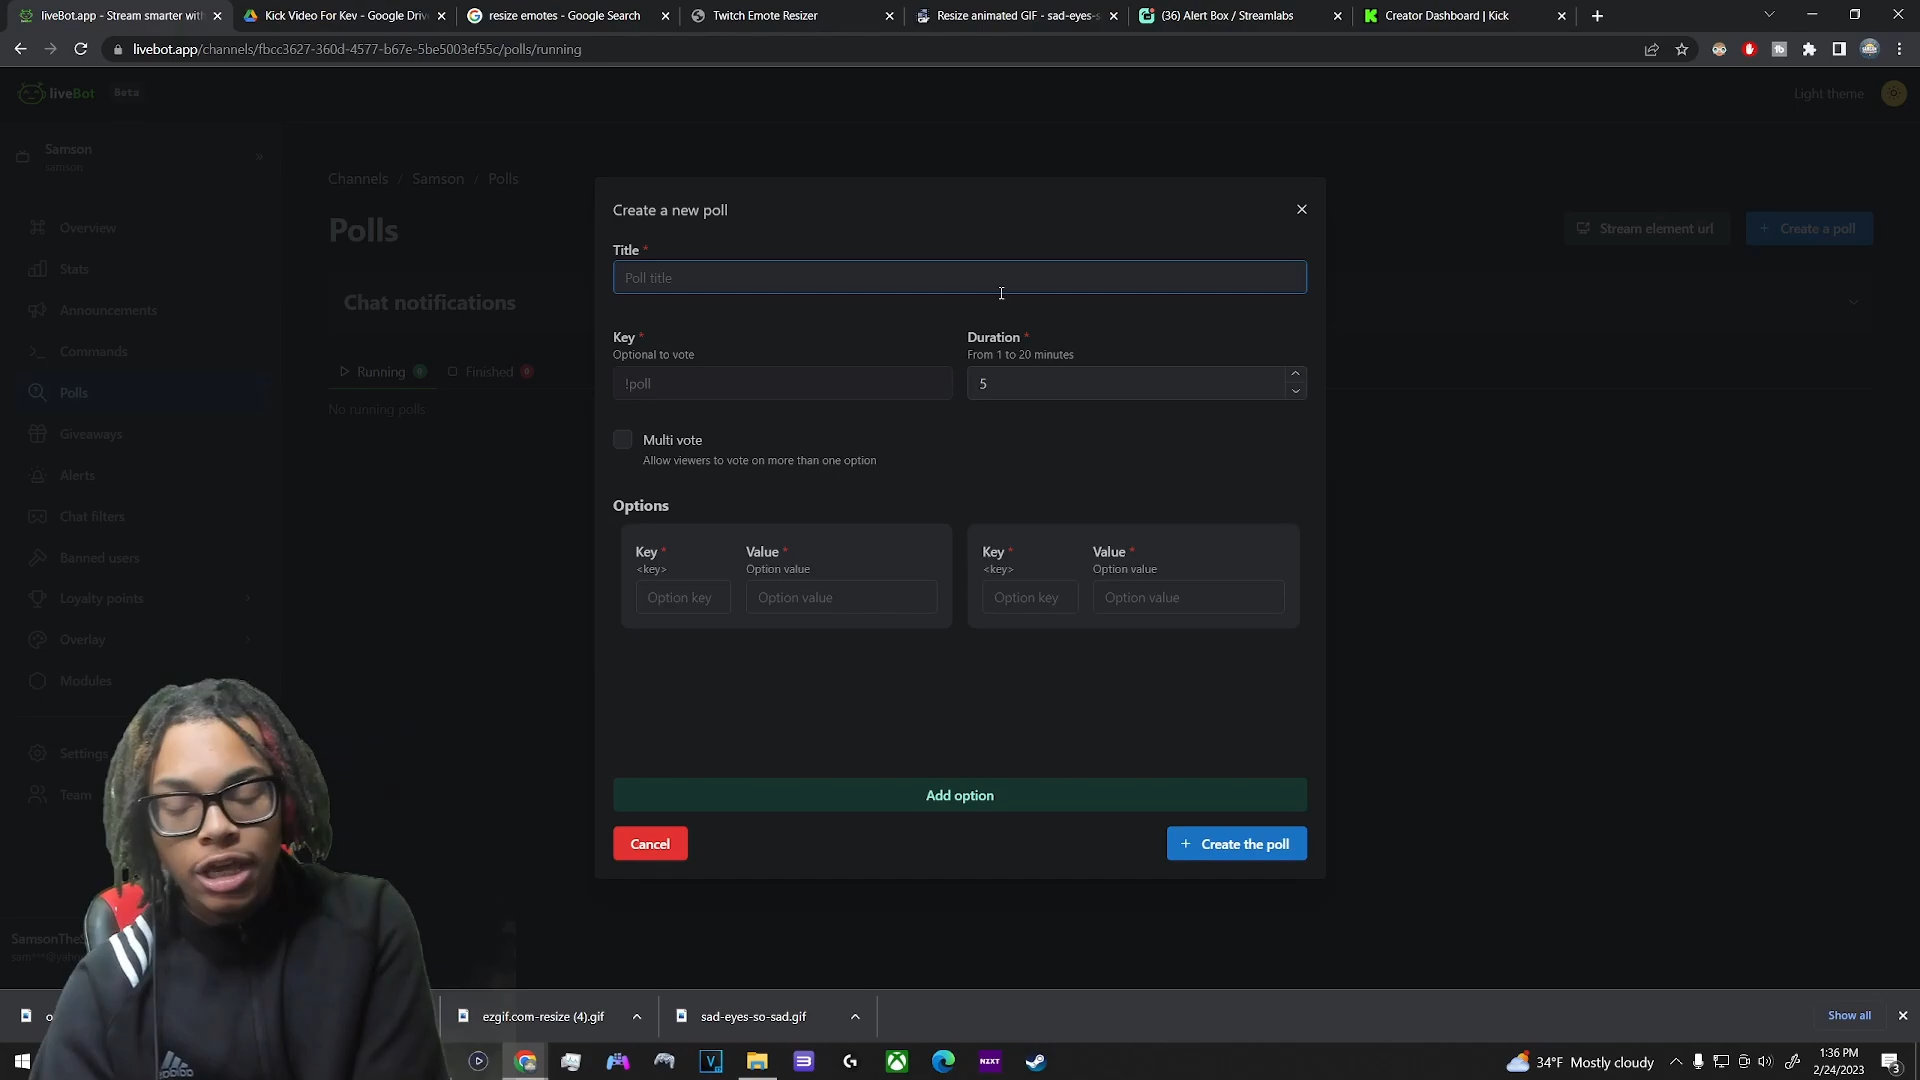 liveBot.app - Stream smarter with
Kick Video For Kev - Google Driv
resize emotes - Google Search
Twitch Emote Resizer
Resize animated GIF - sad-eyes-s
(36) Alert Box / Streamlabs
Creator Dashboard | Kick
livebot.app/channels/fbcc3627-360d-4577-b67e-5be5003ef55c/polls/running
liveBot Beta
Light theme
Samson
samson
Overview
Stats
Announcements
Commands
Polls
Giveaways
Alerts
Chat filters
Banned users
Loyalty points
Overlay
Modules
Settings
Team
SamsonTheS
Channels / Samson / Polls
Polls
Stream element url
+ Create a poll
Chat notifications
Running 0 Finished 0
No running polls
Create a new poll
Title *
Poll title
Key *
Optional to vote
!poll
Duration *
From 1 to 20 minutes
5
Multi vote
Allow viewers to vote on more than one option
Options
Key *
<key>
Option key
Value *
Option value
Option value
Key *
<key>
Option key
Value *
Option value
Option value
Add option
Cancel
+ Create the poll
ezgif.com-resize (4).gif
sad-eyes-so-sad.gif
Show all
NZXT
34°F Mostly cloudy
1:36 PM
2/24/2023
3
adidas